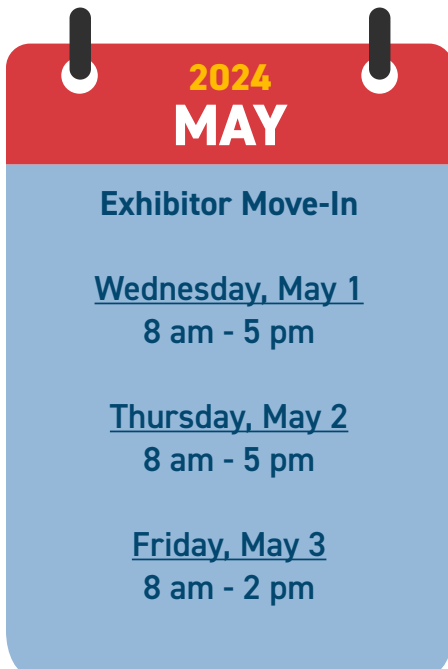 2024
MAY
Exhibitor Move-In
Wednesday, May 1
8 am - 5 pm
Thursday, May 2
8 am - 5 pm
Friday, May 3
8 am - 2 pm